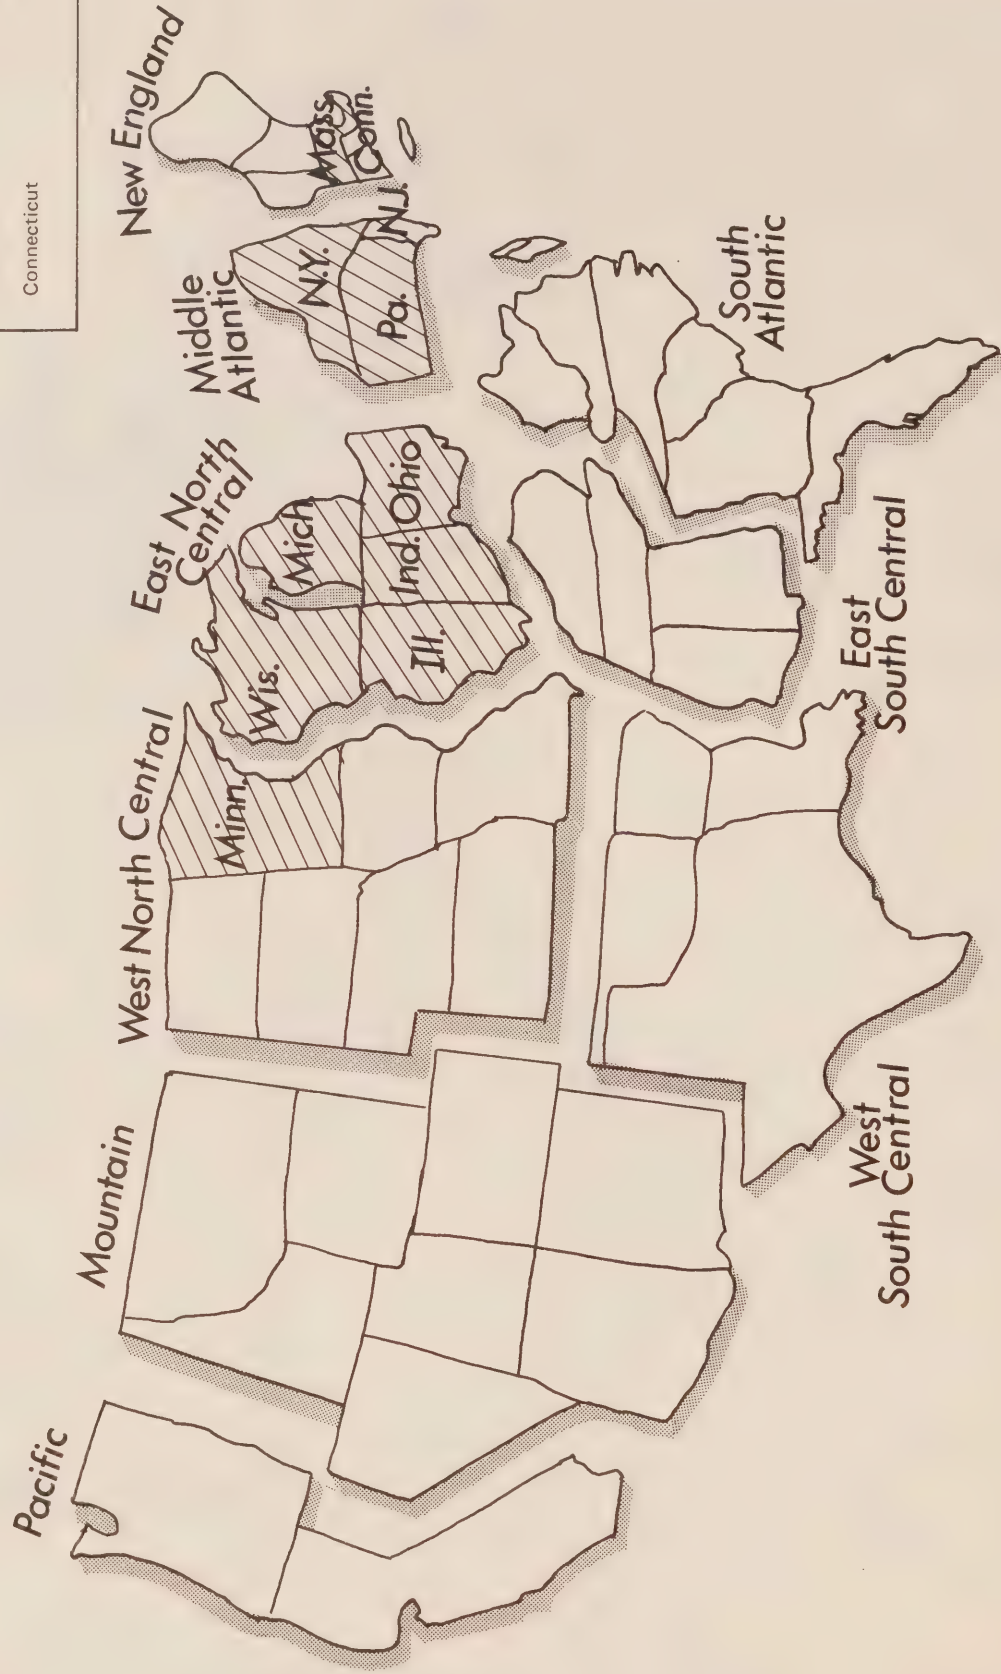 Connecticut
Pacific
Mountain
West North Central
East North
Central
Middle
Atlantic
New England
Minn.
Wis.
Mich.
Ill.
Ind.
Ohio
N.Y.
Pa.
N.J.
Mass.
Conn.
West
South Central
East
South Central
South
Atlantic